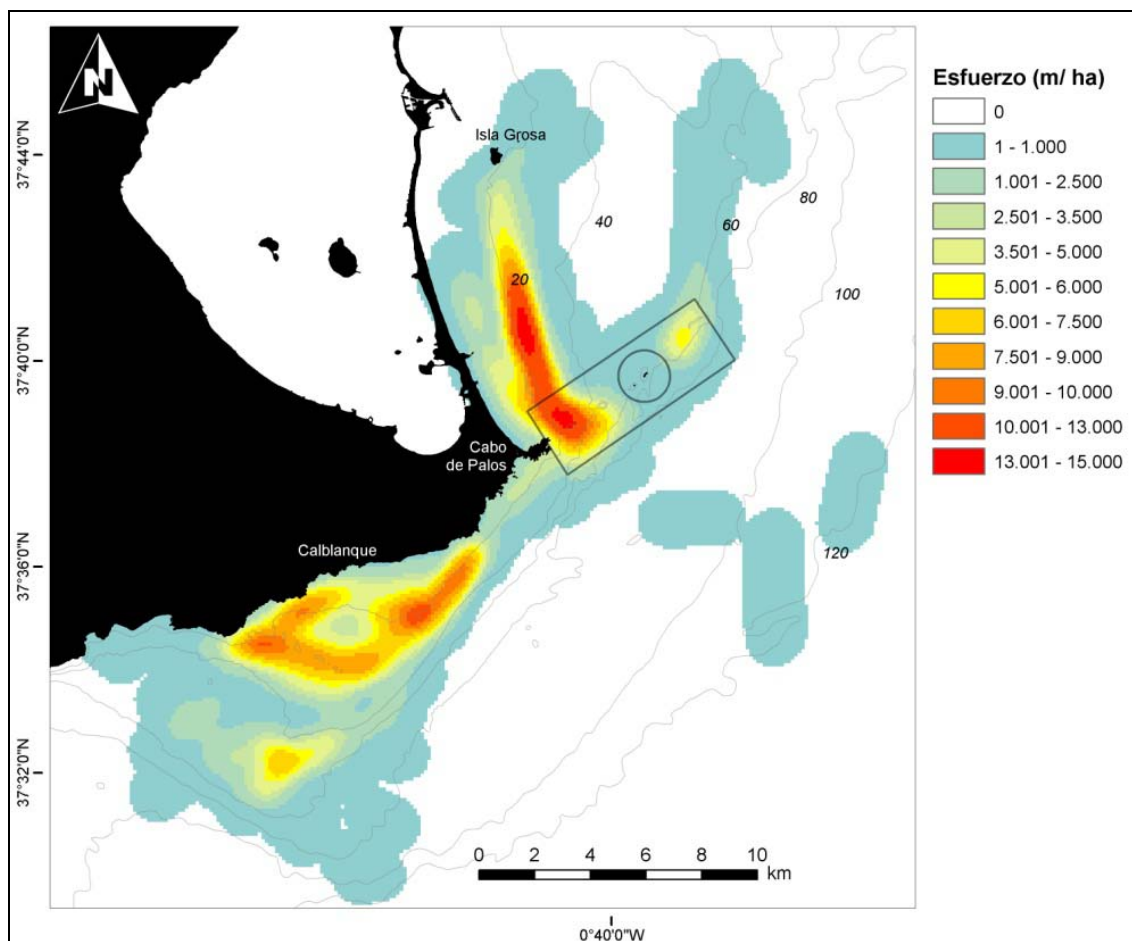 N
Isla Grosa
37°44'0"N
40
80
60
20
100
37°40'0"N
Cabo
de Palos
Calblanque
37°36'0"N
120
37°32'0"N
0 2 4 6 8 10
km
0°40'0"W
Esfuerzo (m/ ha)
0
1 - 1.000
1.001 - 2.500
2.501 - 3.500
3.501 - 5.000
5.001 - 6.000
6.001 - 7.500
7.501 - 9.000
9.001 - 10.000
10.001 - 13.000
13.001 - 15.000